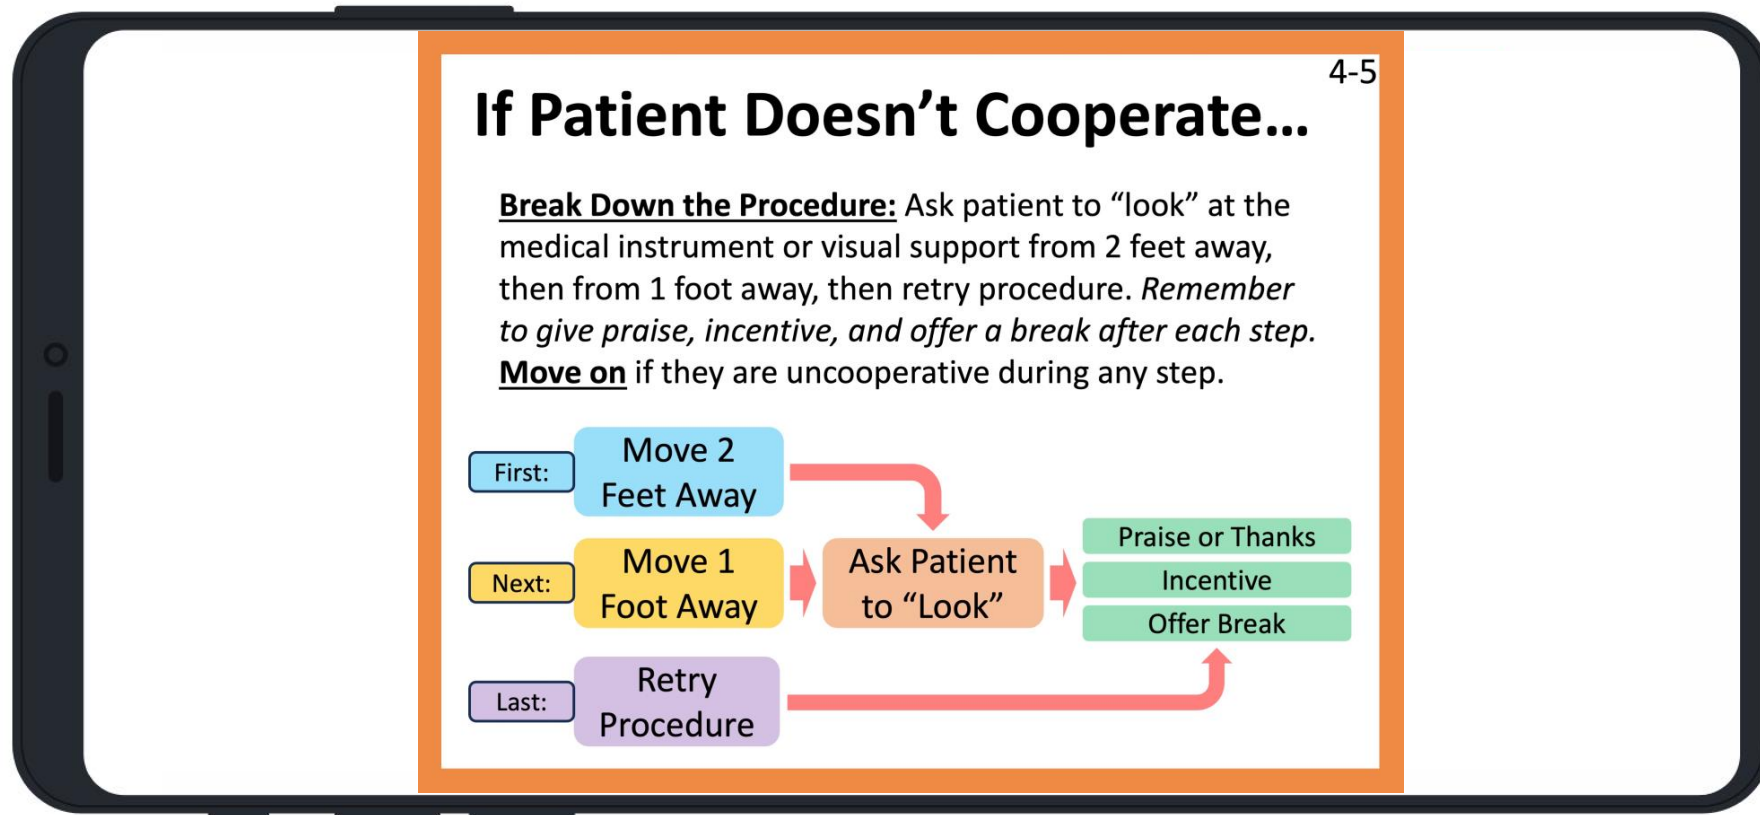 4-5
If Patient Doesn’t Cooperate…
Break Down the Procedure: Ask patient to “look” at the
medical instrument or visual support from 2 feet away,
then from 1 foot away, then retry procedure. Remember
to give praise, incentive, and offer a break after each step.
Move on if they are uncooperative during any step.
First:
Move 2
Feet Away
Next:
Move 1
Foot Away
Ask Patient
to “Look”
Praise or Thanks
Incentive
Offer Break
Last:
Retry
Procedure